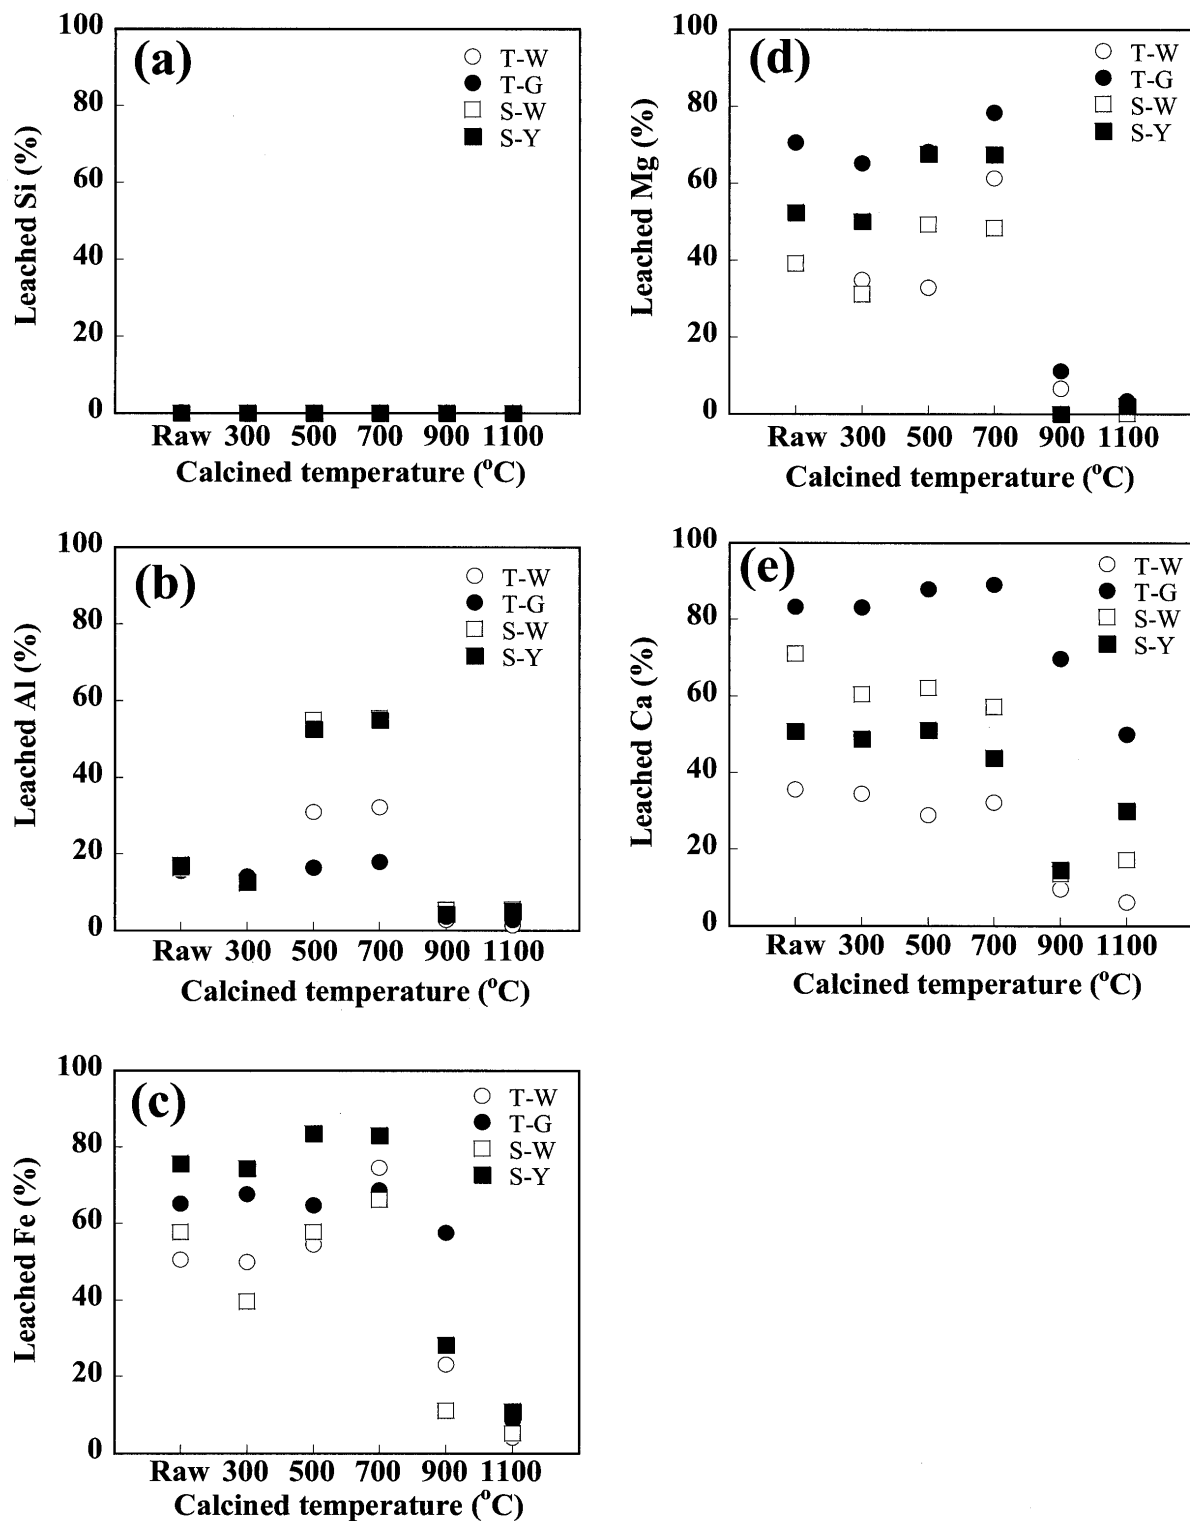 (a)
100
80
60
40
20
0
Leached Si (%)
T-W
T-G
S-W
S-Y
Raw 300 500 700 900 1100
Calcined temperature (°C)
(d)
100
80
60
40
20
0
Leached Mg (%)
T-W
T-G
S-W
S-Y
Raw 300 500 700 900 1100
Calcined temperature (°C)
(b)
100
80
60
40
20
0
Leached Al (%)
T-W
T-G
S-W
S-Y
Raw 300 500 700 900 1100
Calcined temperature (°C)
(e)
100
80
60
40
20
0
Leached Ca (%)
T-W
T-G
S-W
S-Y
Raw 300 500 700 900 1100
Calcined temperature (°C)
(c)
100
80
60
40
20
0
Leached Fe (%)
T-W
T-G
S-W
S-Y
Raw 300 500 700 900 1100
Calcined temperature (°C)